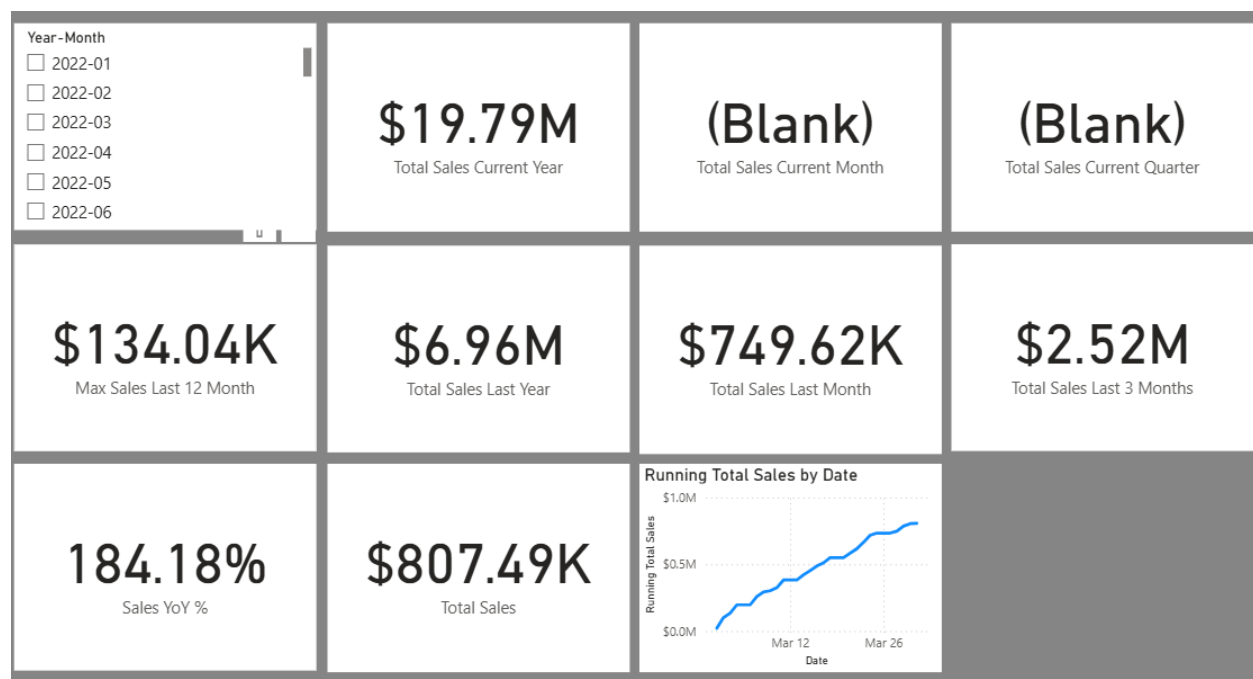 Year-Month
2022-01
2022-02
2022-03
2022-04
2022-05
2022-06
$19.79M
Total Sales Current Year
(Blank)
Total Sales Current Month
(Blank)
Total Sales Current Quarter
$134.04K
Max Sales Last 12 Month
$6.96M
Total Sales Last Year
$749.62K
Total Sales Last Month
$2.52M
Total Sales Last 3 Months
184.18%
Sales YoY %
$807.49K
Total Sales
Running Total Sales by Date
Running Total Sales
$1.0M
$0.5M
$0.0M
Mar 12
Mar 26
Date